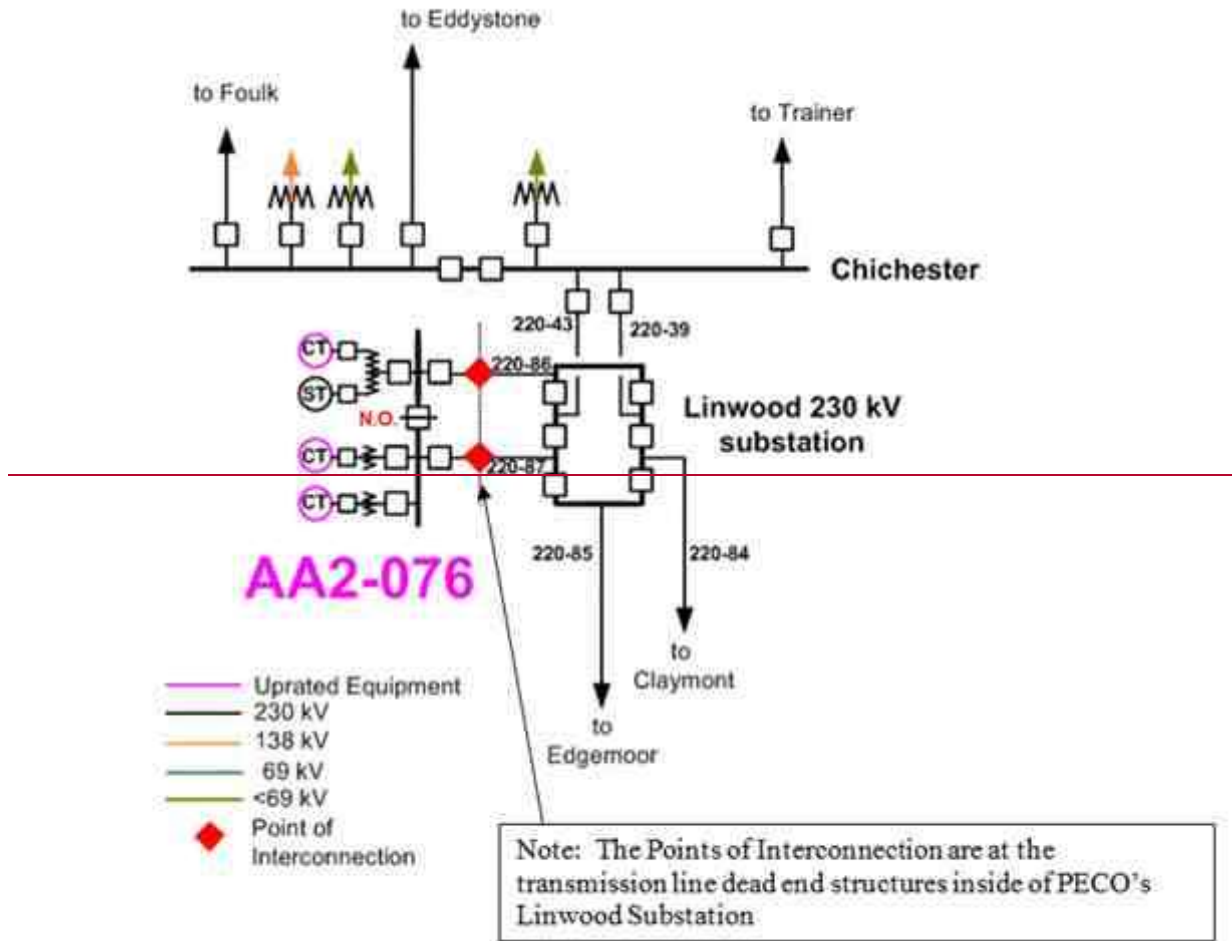 to Eddystone
to Foulk
to Trainer
Chichester
220-43
220-39
CT
220-86
ST
N.O.
Linwood 230 kV
substation
CT
220-87
CT
AA2-076
220-85
220-84
to
Claymont
to
Edgemoor
Uprated Equipment
230 kV
138 kV
69 kV
<69 kV
Point of
Interconnection
Note: The Points of Interconnection are at the
transmission line dead end structures inside of PECO's
Linwood Substation